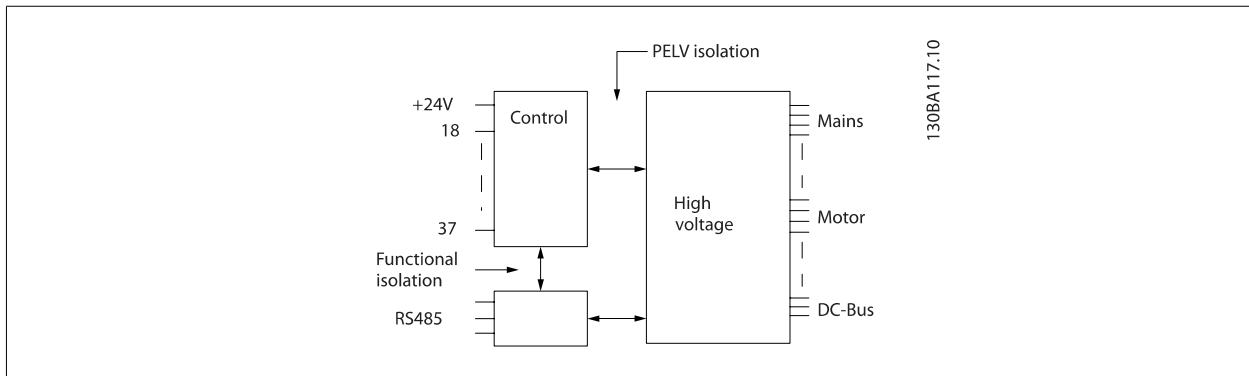 PELV isolation
130BA117.10
+24V
Control
Mains
18
High
voltage
Motor
37
Functional
isolation
RS485
DC-Bus